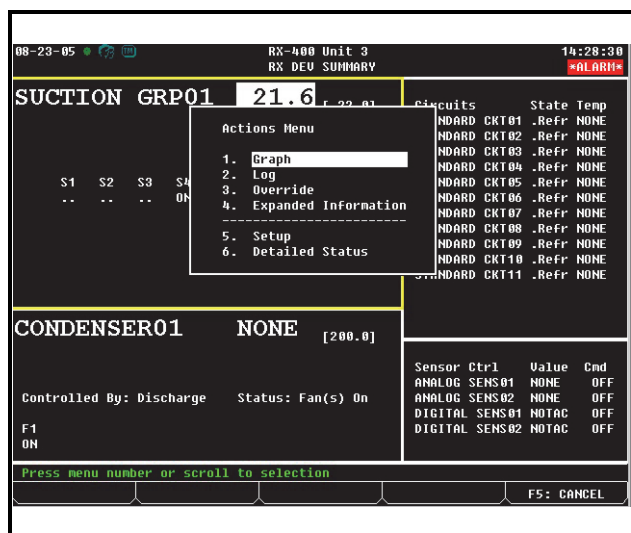 08-23-05
RX-400 Unit 3
14:28:30
RX DEV SUMMARY
*ALARM*
SUCTION GRP01 21.6
S1 S2 S3
.. .. .. ON
Actions Menu
1. Graph
2. Log
3. Override
4. Expanded Information
-----------------------
5. Setup
6. Detailed Status
Circuits State Temp
NDARD CKT01 .Refr NONE
NDARD CKT02 .Refr NONE
NDARD CKT03 .Refr NONE
NDARD CKT04 .Refr NONE
NDARD CKT05 .Refr NONE
NDARD CKT06 .Refr NONE
NDARD CKT07 .Refr NONE
NDARD CKT08 .Refr NONE
NDARD CKT09 .Refr NONE
NDARD CKT10 .Refr NONE
STANDARD CKT11 .Refr NONE
CONDENSER01 NONE [200.0]
Controlled By: Discharge Status: Fan(s) On
F1
ON
Sensor Ctrl Value Cmd
ANALOG SENS01 NONE OFF
ANALOG SENS02 NONE OFF
DIGITAL SENS01 NOTAC OFF
DIGITAL SENS02 NOTAC OFF
Press menu number or scroll to selection
F5: CANCEL